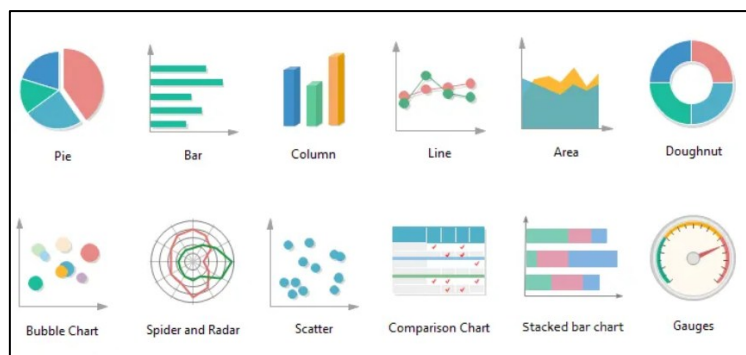 Pie
Bar
Column
Line
Area
Doughnut
Bubble Chart
Spider and Radar
Scatter
Comparison Chart
Stacked bar chart
Gauges